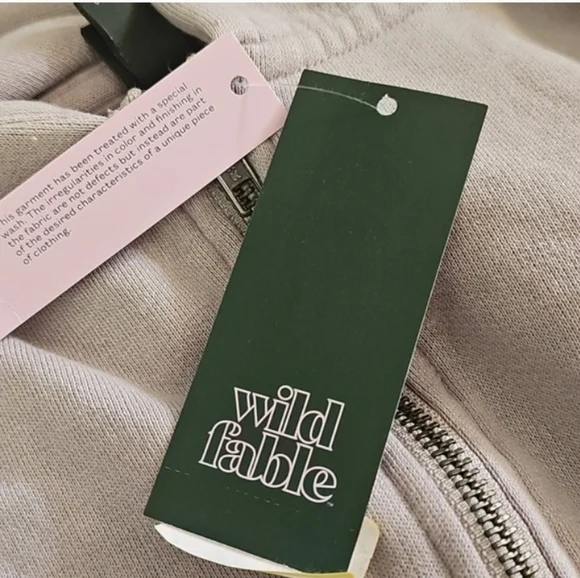 his garment has been treated with a special
wash. The irregularities in color and finishing in
the fabric are not defects but instead are part
of the desired characteristics of a unique piece
of clothing.
wild
fable